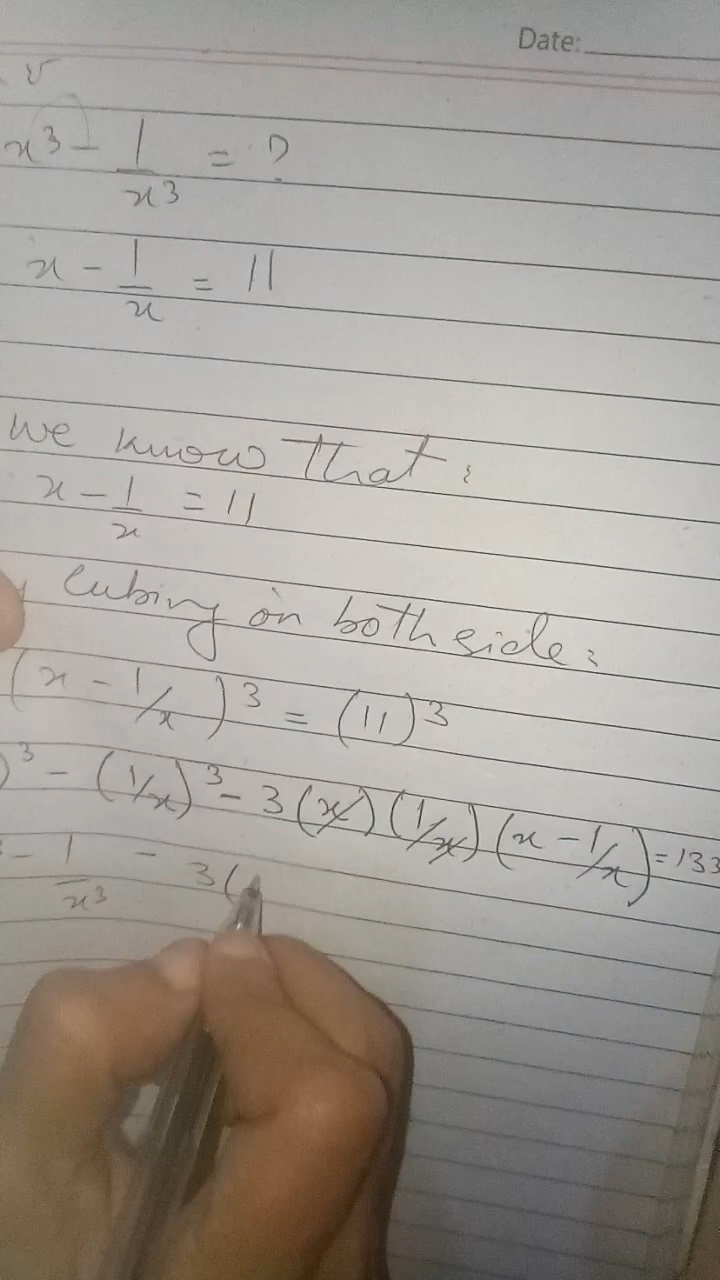 Date:
x³ - 1/x³ = ?
x - 1/x = 11
We know that:
x - 1/x = 11
Cubing on both side:
(x - 1/x)³ = (11)³
)³ - (1/x)³ - 3(x)(1/x)(x - 1/x) = 133
- 1/x³ - 3(